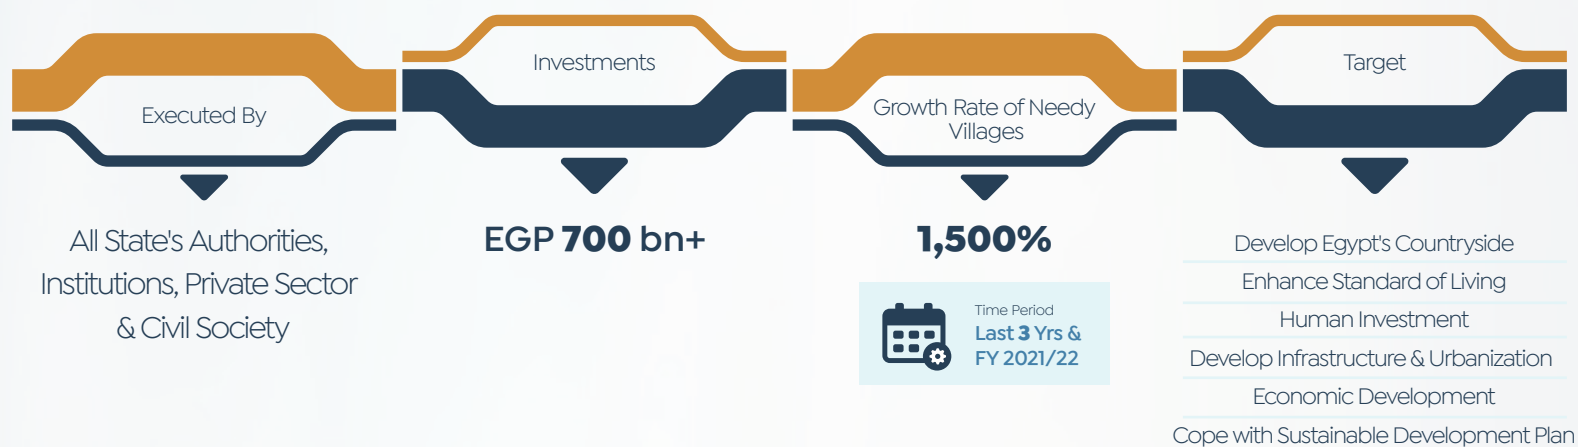 Executed By
All State's Authorities,
Institutions, Private Sector
& Civil Society
Investments
EGP 700 bn+
Growth Rate of Needy
Villages
1,500%
Time Period
Last 3 Yrs &
FY 2021/22
Target
Develop Egypt's Countryside
Enhance Standard of Living
Human Investment
Develop Infrastructure & Urbanization
Economic Development
Cope with Sustainable Development Plan